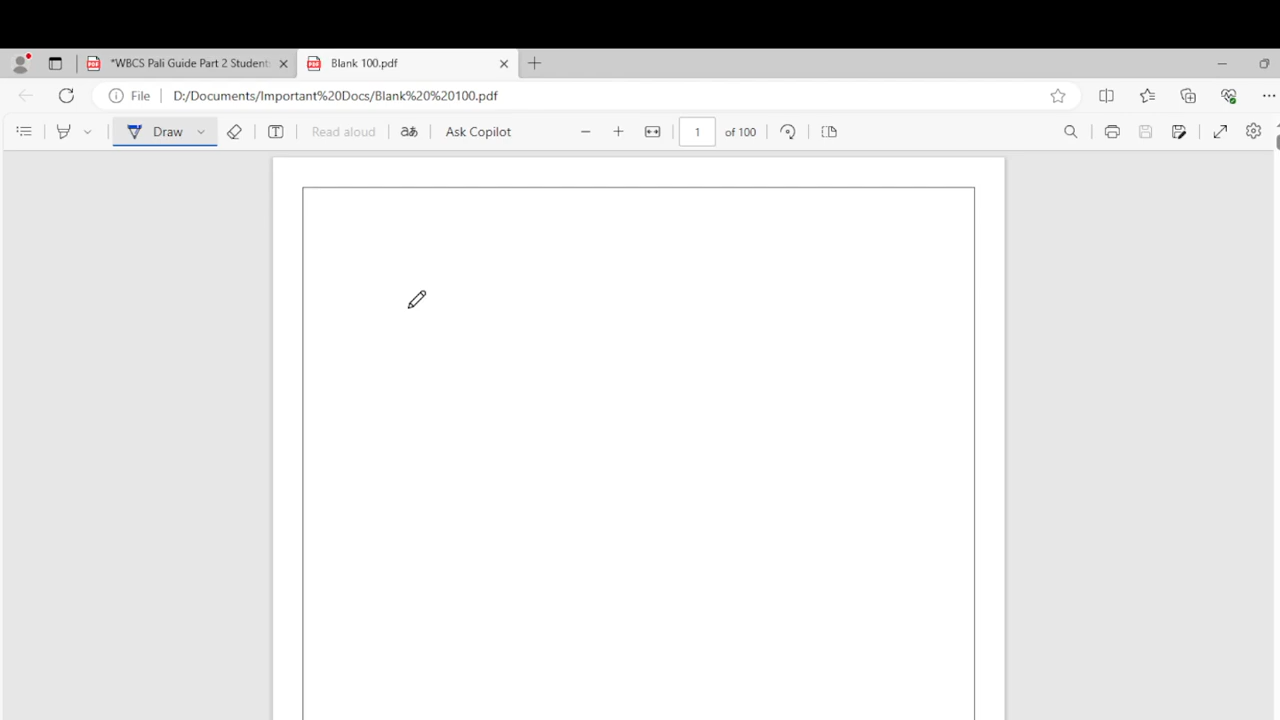 *WBCS Pali Guide Part 2 Student
Blank 100.pdf
File
D:/Documents/Important%20Docs/Blank%20%20100.pdf
Draw
Read aloud
Ask Copilot
1
of 100